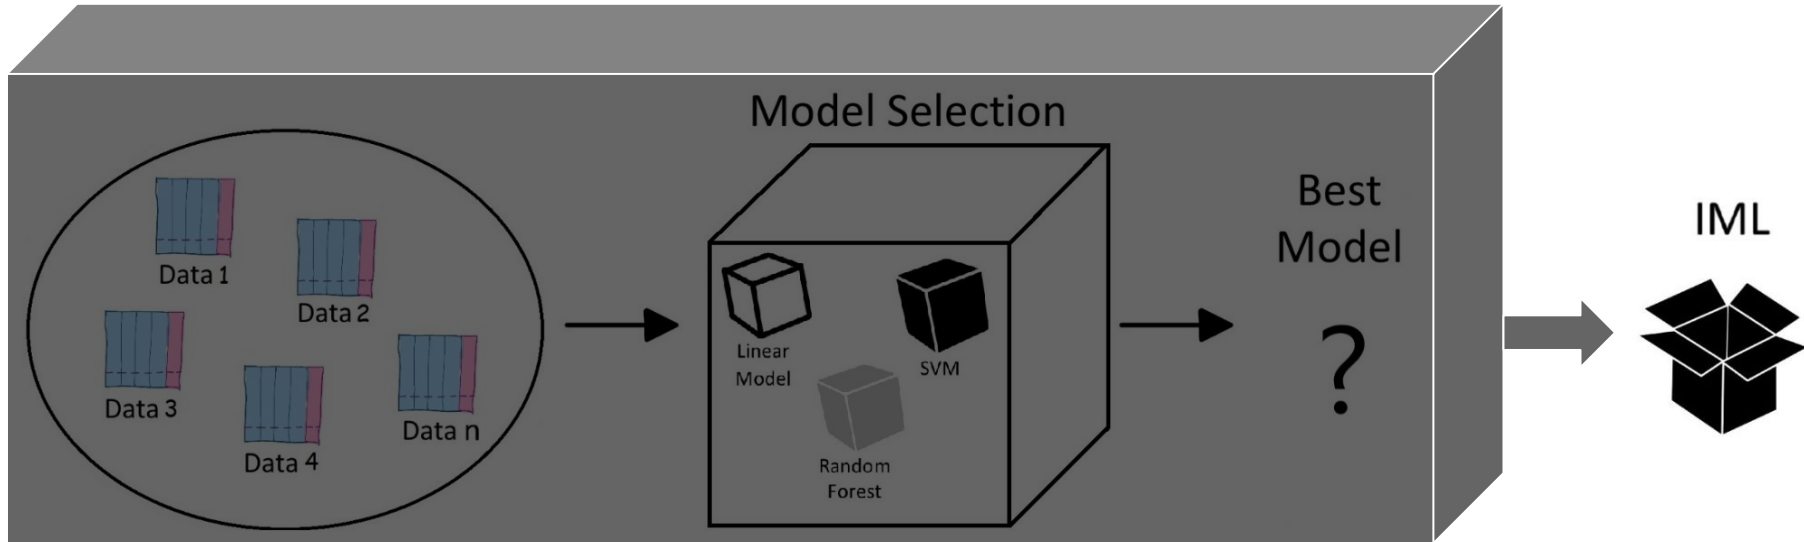 Model Selection
Data 1
Data 2
Data 3
Data 4
Data n
Linear
Model
SVM
Random
Forest
Best
Model
?
IML